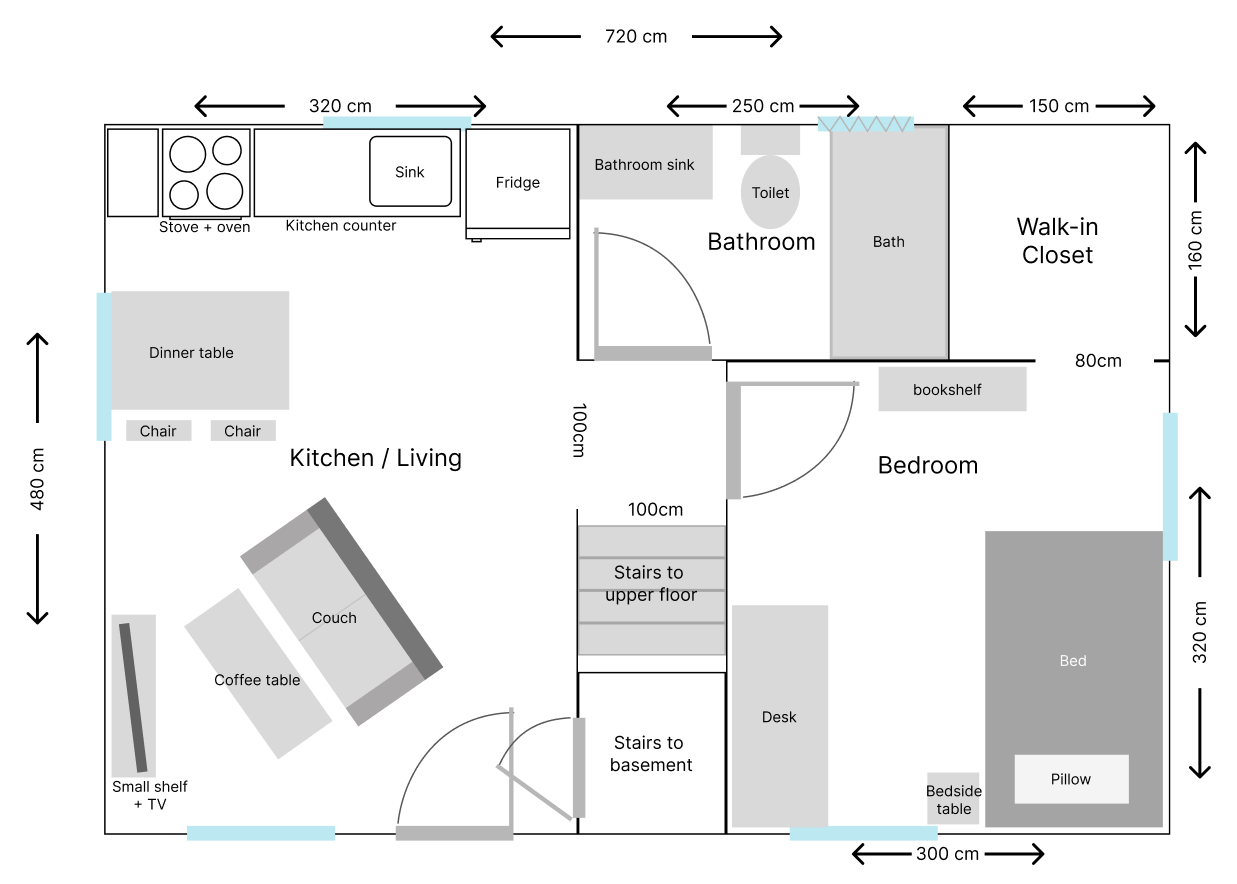 720 cm
320 cm
250 cm
150 cm
Sink
Fridge
Stove + oven
Kitchen counter
Bathroom sink
Toilet
Bathroom
Bath
Walk-in
Closet
160 cm
Dinner table
80cm
bookshelf
Chair
Chair
100cm
Kitchen / Living
Bedroom
480 cm
100cm
Stairs to
upper floor
Couch
320 cm
Bed
Coffee table
Desk
Stairs to
basement
Small shelf
+ TV
Bedside
table
Pillow
300 cm